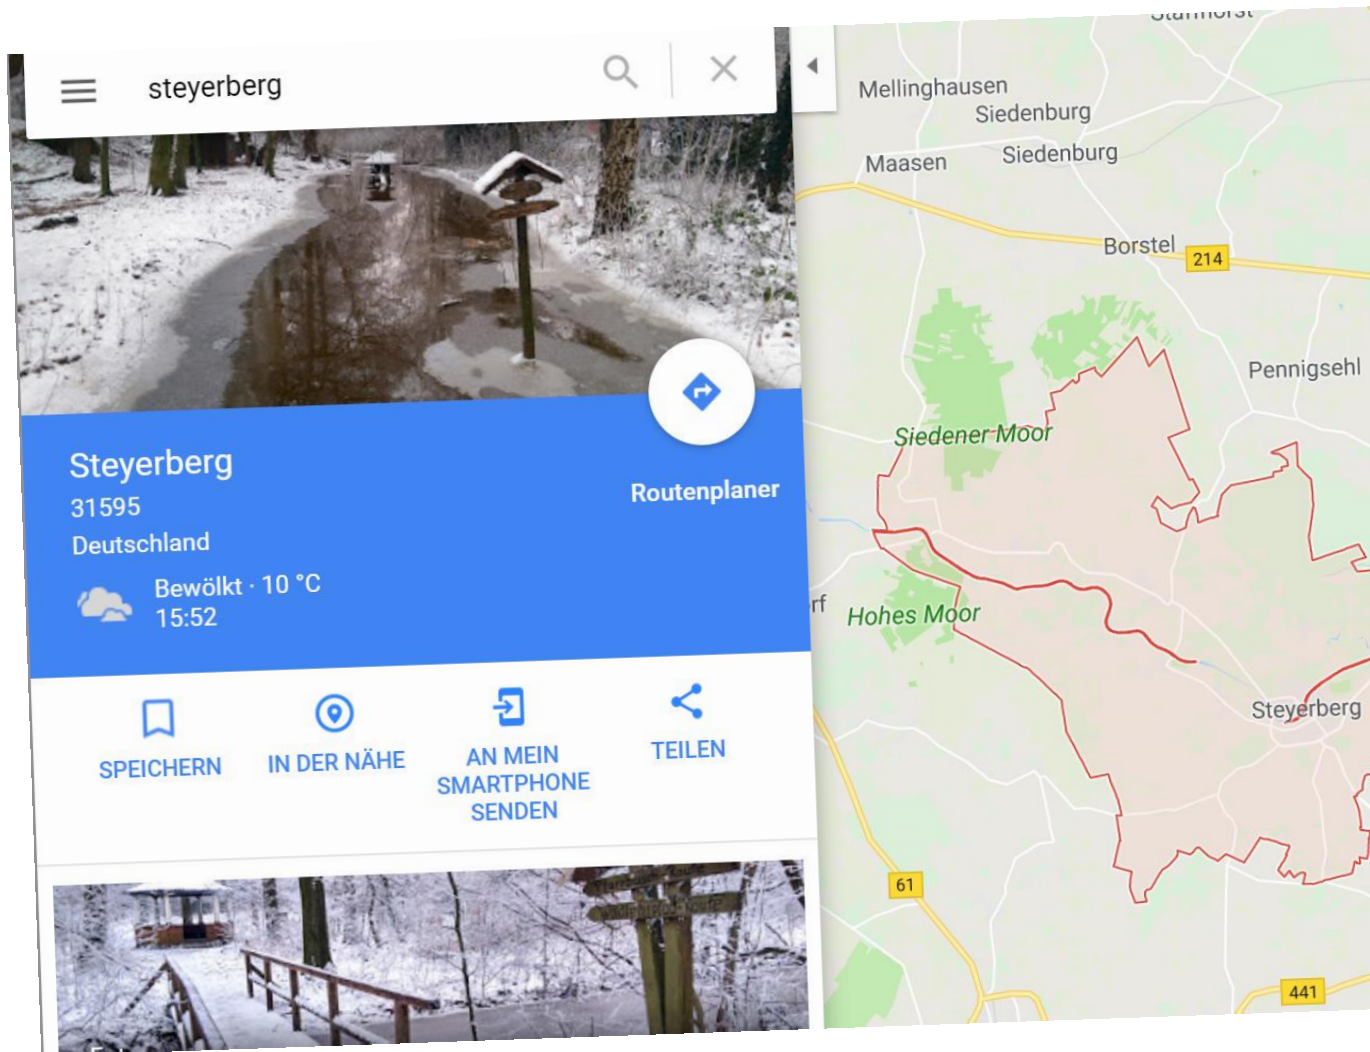 steyerberg
Steyerberg
31595
Deutschland
Routenplaner
Bewölkt · 10 °C
15:52
SPEICHERN
IN DER NÄHE
AN MEIN
SMARTPHONE
SENDEN
TEILEN
Mellinghausen
Siedenburg
Maasen
Siedenburg
Borstel
214
Pennigsehl
Siedener Moor
Hohes Moor
Steyerberg
61
441